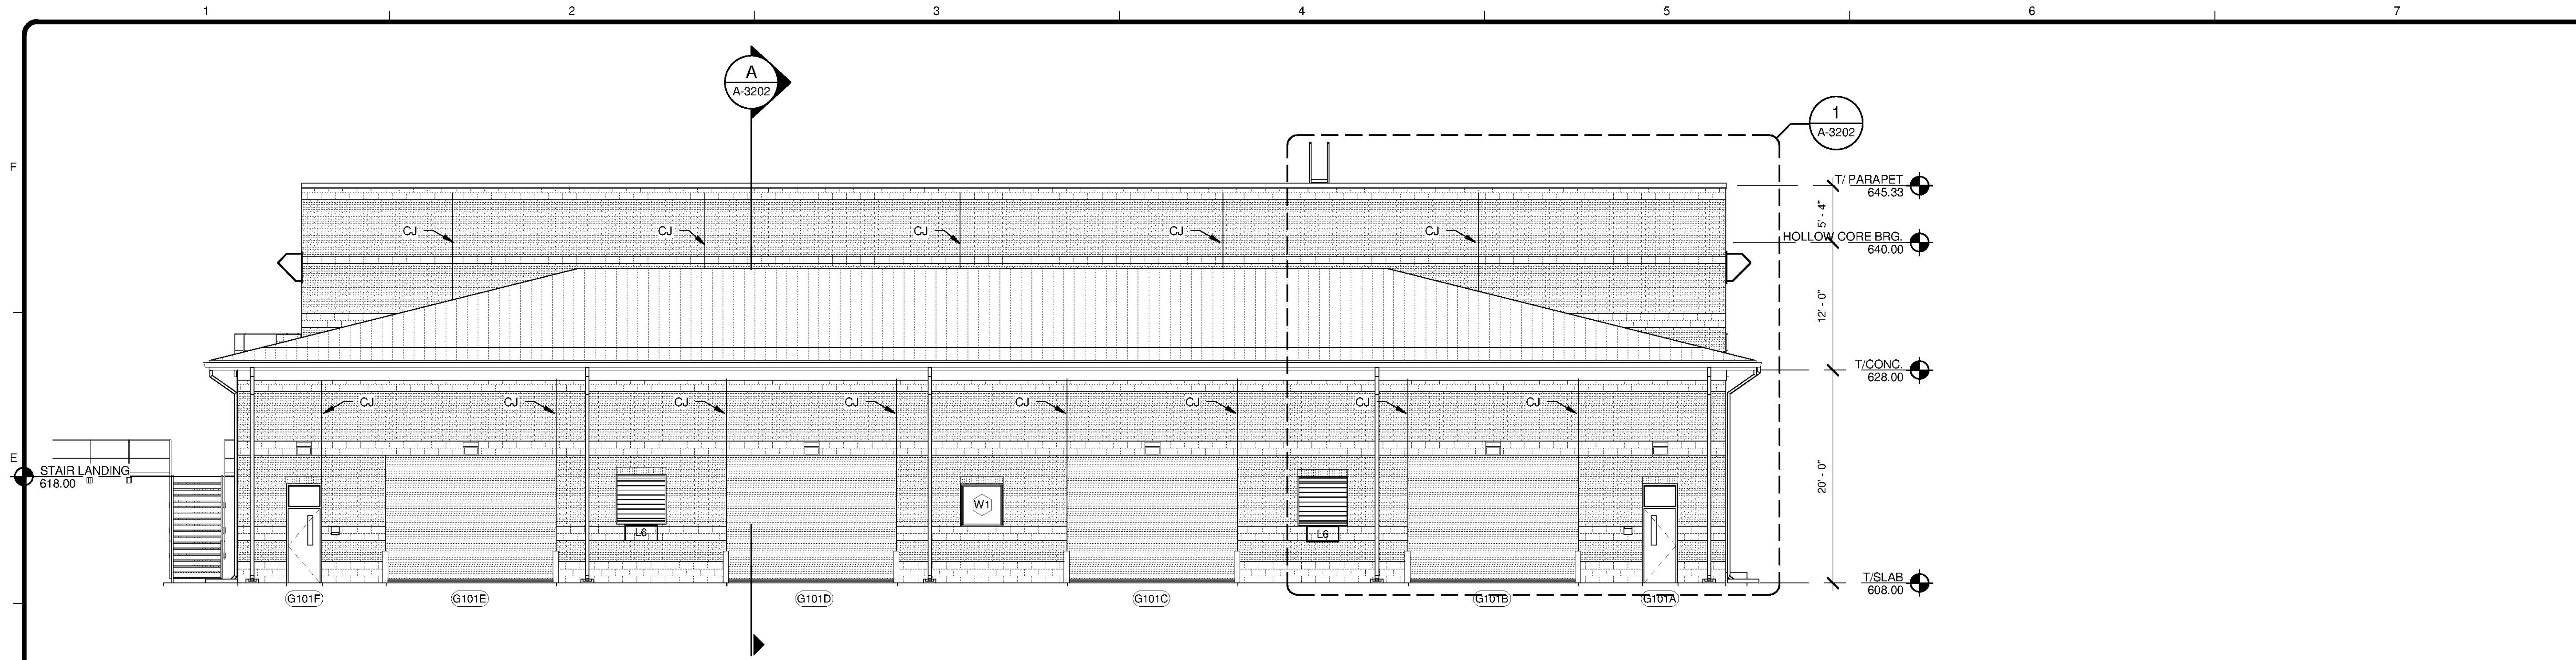 1 2 3 4 5 6 7
A
A-3202
1
A-3202
F
T/ PARAPET
645.33
5' - 4"
CJ CJ CJ CJ CJ
HOLLOW CORE BRG.
640.00
12' - 0"
T/CONC.
628.00
CJ CJ CJ CJ CJ CJ CJ CJ
E
STAIR LANDING
618.00
20' - 0"
W1
L6 L6
T/SLAB
608.00
G101F G101E G101D G101C G101B G101A